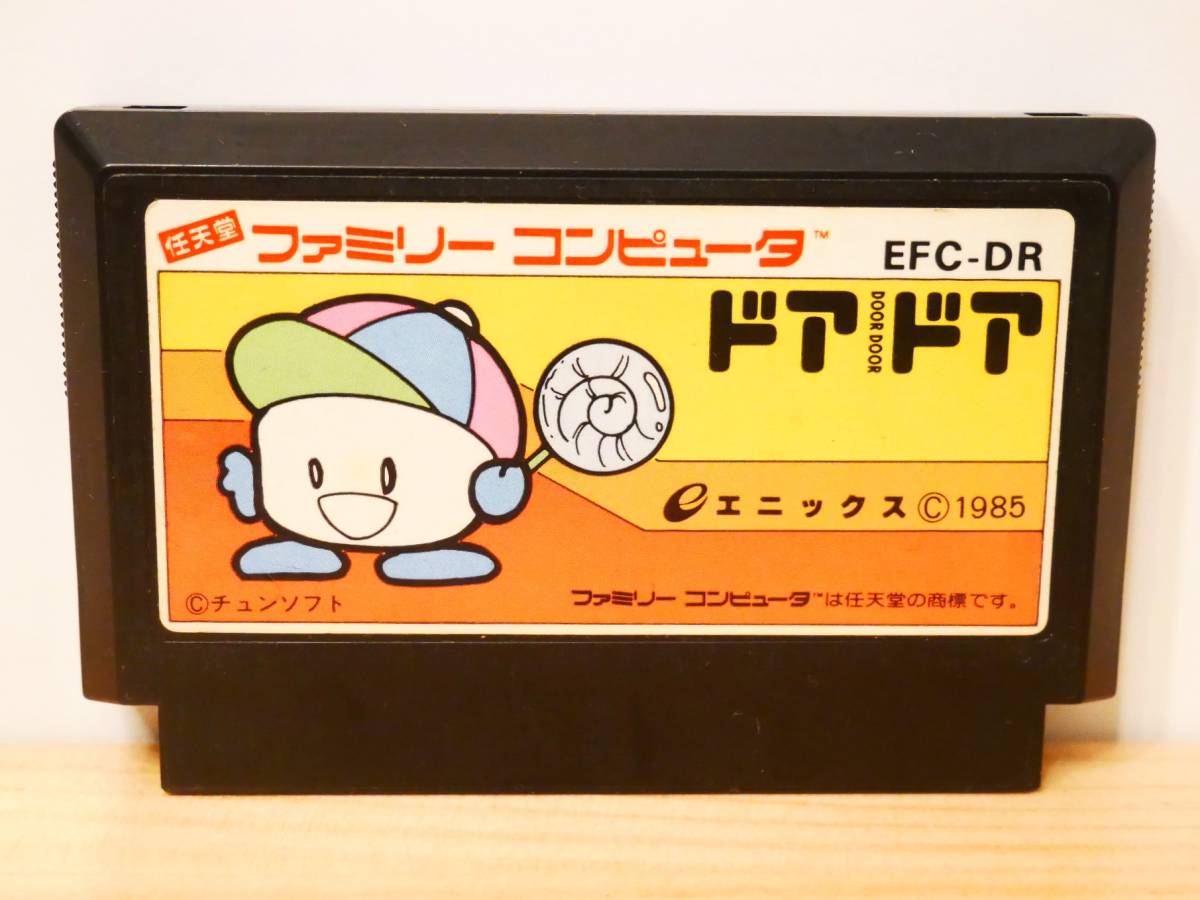 任天堂 ファミリー コンピュータ™ EFC-DR
ドアドア
DOOR DOOR
eエニックス©1985
©チュンソフト
ファミリー コンピュータ™は任天堂の商標です。